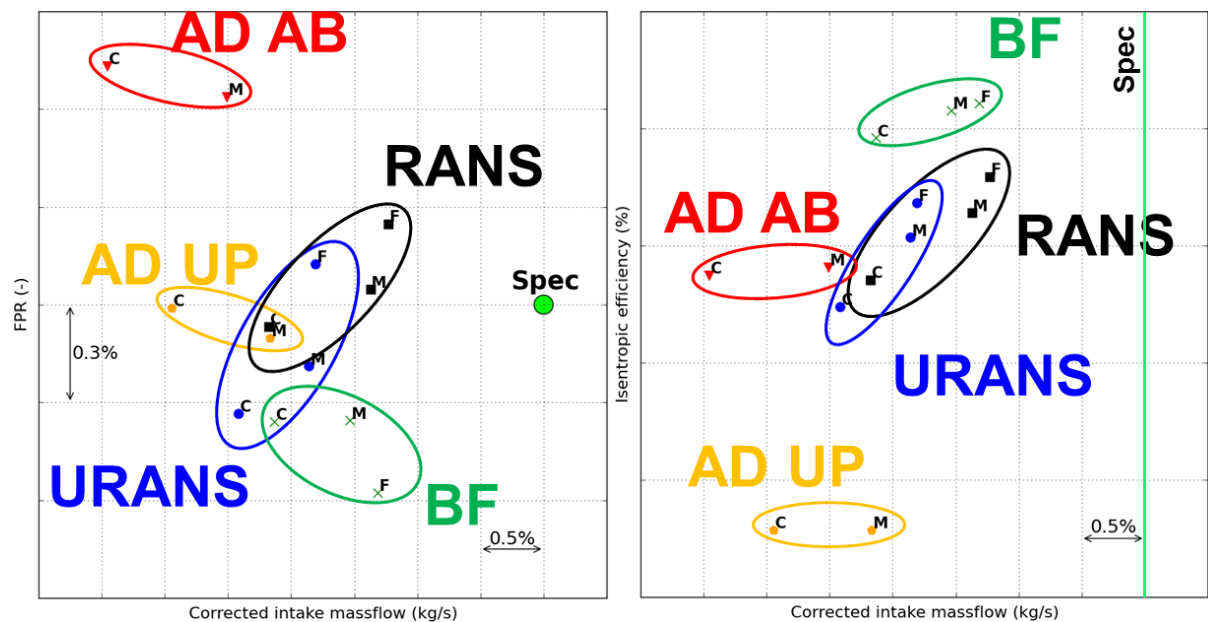 AD AB
C
M
RANS
F
M
AD UP
C
C
M
F
M
C
Spec
FPR (-)
0.3%
C
M
F
URANS
BF
0.5%
Corrected intake massflow (kg/s)
BF
Spec
C
M
F
RANS
F
M
C
AD AB
C
M
F
M
C
URANS
Isentropic efficiency (%)
AD UP
C
M
0.5%
Corrected intake massflow (kg/s)